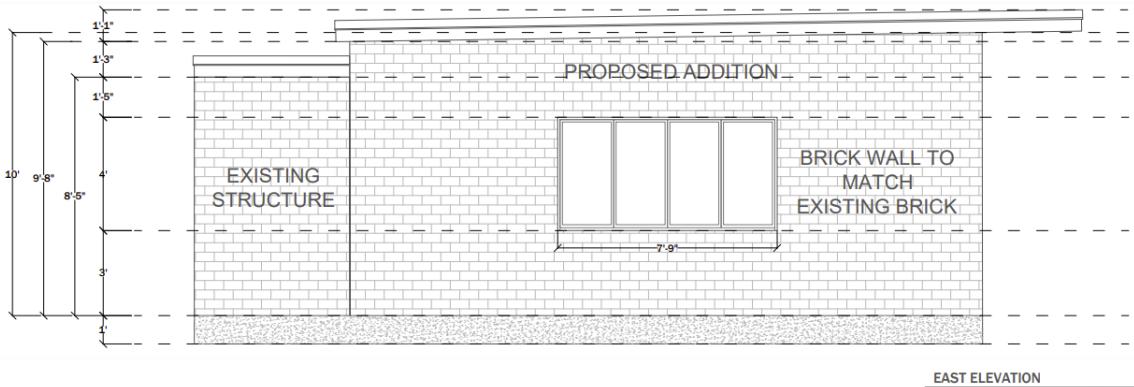 1'-1"
1'-3"
PROPOSED ADDITION
1'-5"
BRICK WALL TO
MATCH
EXISTING BRICK
EXISTING
STRUCTURE
10'
9'-8"
8'-5"
4'
7'-9"
3'
1'
EAST ELEVATION